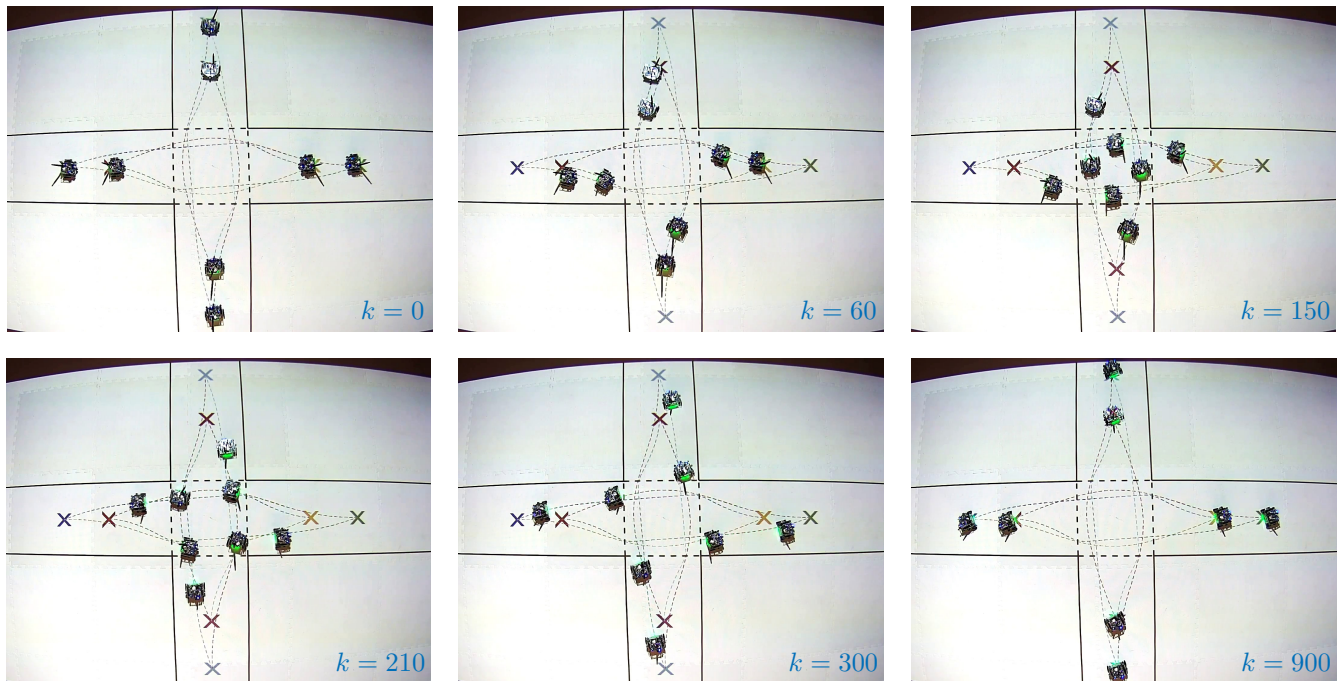 k = 0
k = 60
k = 150
k = 210
k = 300
k = 900